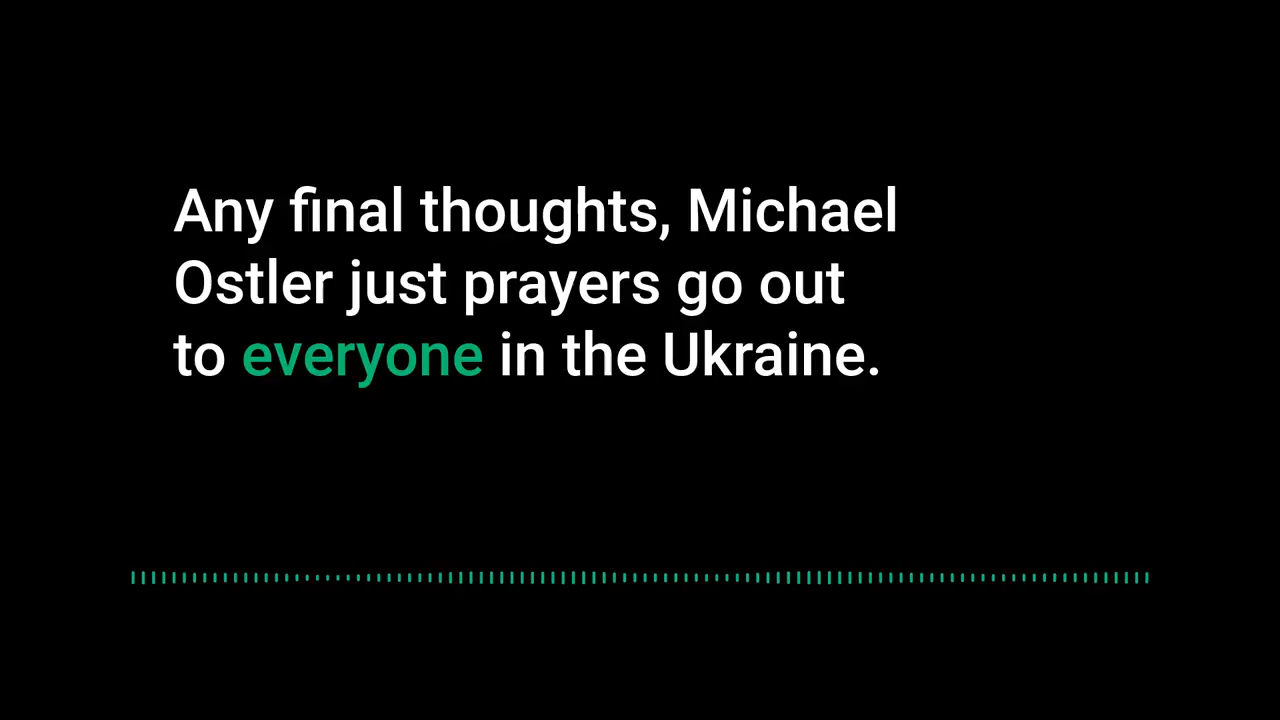 Any final thoughts, Michael
Ostler just prayers go out
to everyone in the Ukraine.